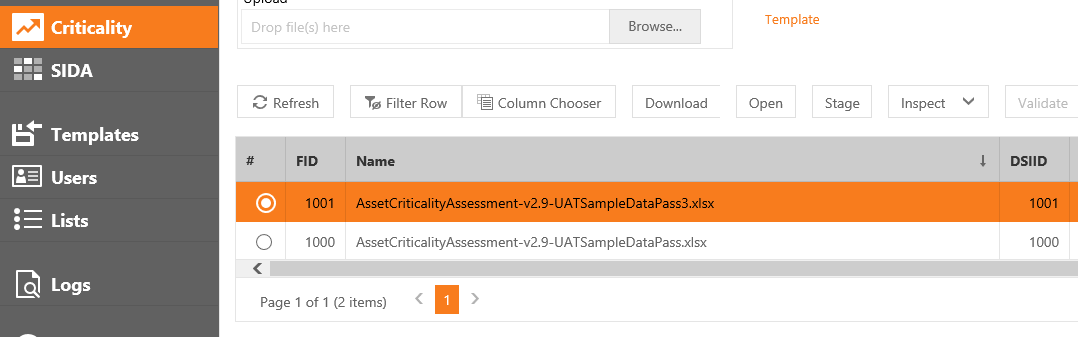 Upload
Criticality
Drop file(s) here
Browse...
Template
SIDA
Refresh
Filter Row
Column Chooser
Download
Open
Stage
Inspect
Validate
Templates
# FID Name DSIID
Users
1001 AssetCriticalityAssessment-v2.9-UATSampleDataPass3.xlsx 1001
Lists
1000 AssetCriticalityAssessment-v2.9-UATSampleDataPass.xlsx 1000
Logs
Page 1 of 1 (2 items) 1